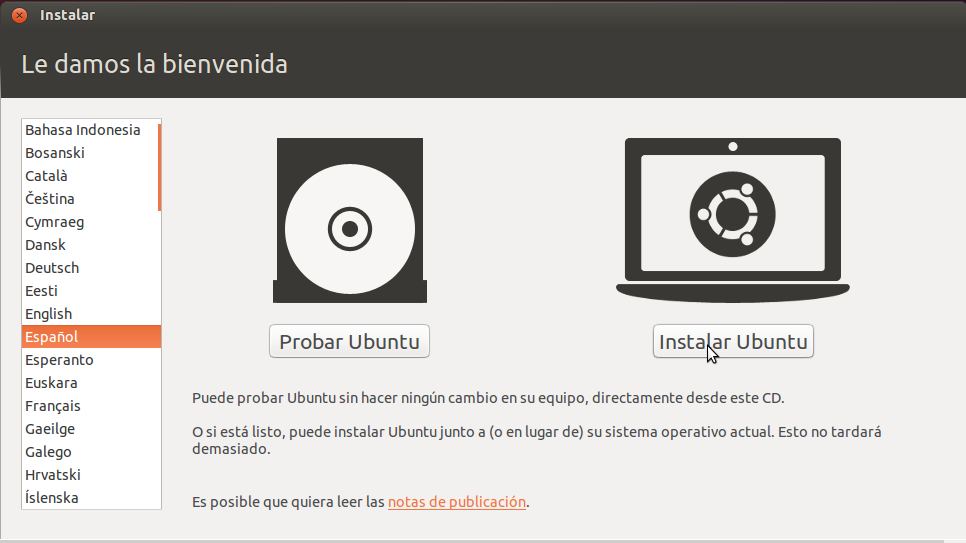 Instalar
Le damos la bienvenida
Bahasa Indonesia
Bosanski
Català
Čeština
Cymraeg
Dansk
Deutsch
Eesti
English
Español
Esperanto
Euskara
Français
Gaeilge
Galego
Hrvatski
Íslenska
Probar Ubuntu
Instalar Ubuntu
Puede probar Ubuntu sin hacer ningún cambio en su equipo, directamente desde este CD.
O si está listo, puede instalar Ubuntu junto a (o en lugar de) su sistema operativo actual. Esto no tardará
demasiado.
Es posible que quiera leer las notas de publicación.